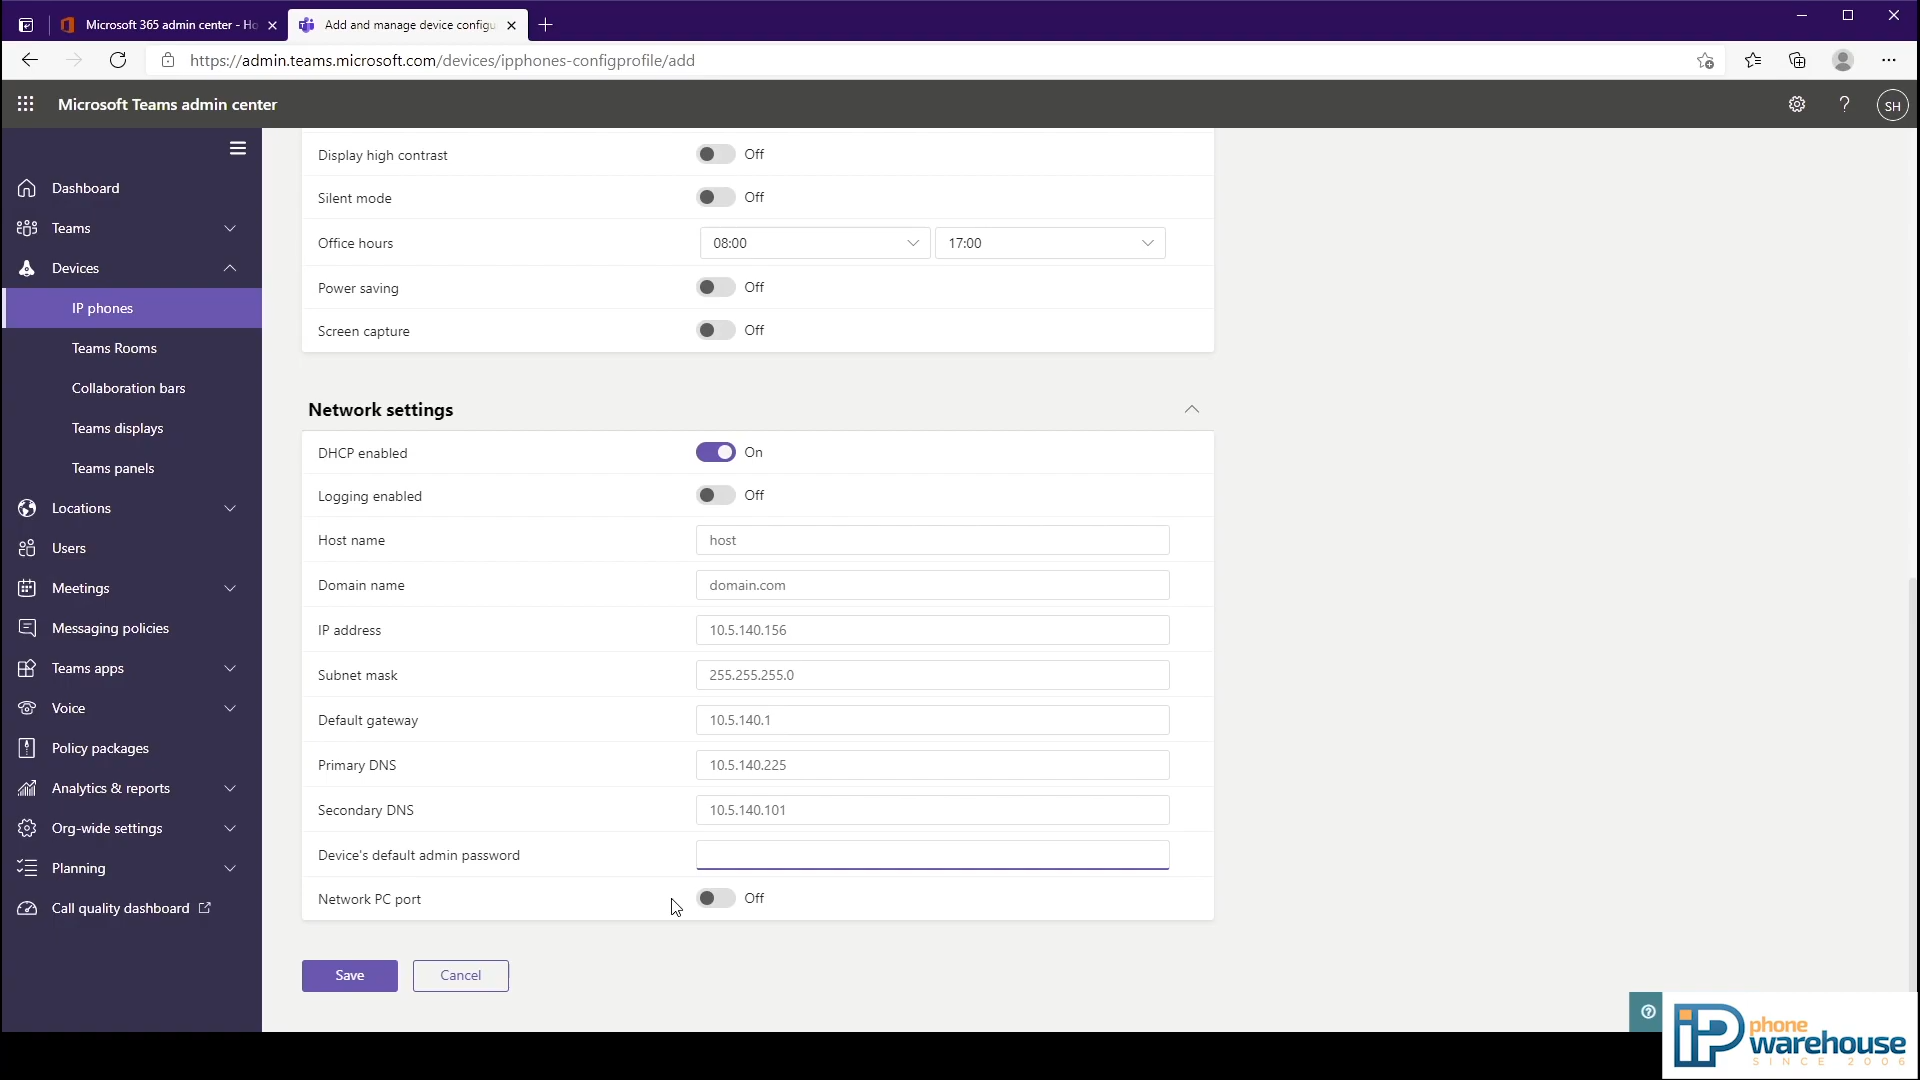 Microsoft 365 admin center - Ho
Add and manage device configu
https://admin.teams.microsoft.com/devices/ipphones-configprofile/add
Microsoft Teams admin center
SH
Dashboard
Teams
Devices
IP phones
Teams Rooms
Collaboration bars
Teams displays
Teams panels
Locations
Users
Meetings
Messaging policies
Teams apps
Voice
Policy packages
Analytics & reports
Org-wide settings
Planning
Call quality dashboard
Display high contrast Off
Silent mode Off
Office hours 08:00 17:00
Power saving Off
Screen capture Off
Network settings
DHCP enabled On
Logging enabled Off
Host name host
Domain name domain.com
IP address 10.5.140.156
Subnet mask 255.255.255.0
Default gateway 10.5.140.1
Primary DNS 10.5.140.225
Secondary DNS 10.5.140.101
Device's default admin password
Network PC port Off
Save Cancel
iP phone
warehouse
SINCE 2006